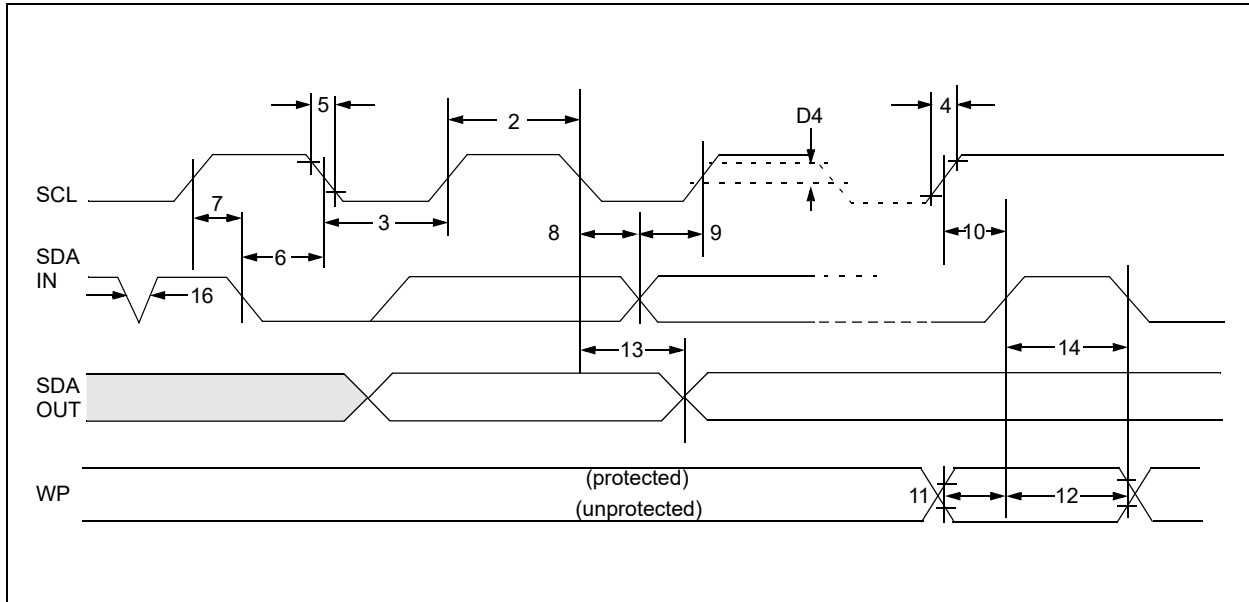 5
2
D4
4
SCL
7
3
8
9
10
SDA
IN
6
16
13
14
SDA
OUT
WP
(protected)
(unprotected)
11
12